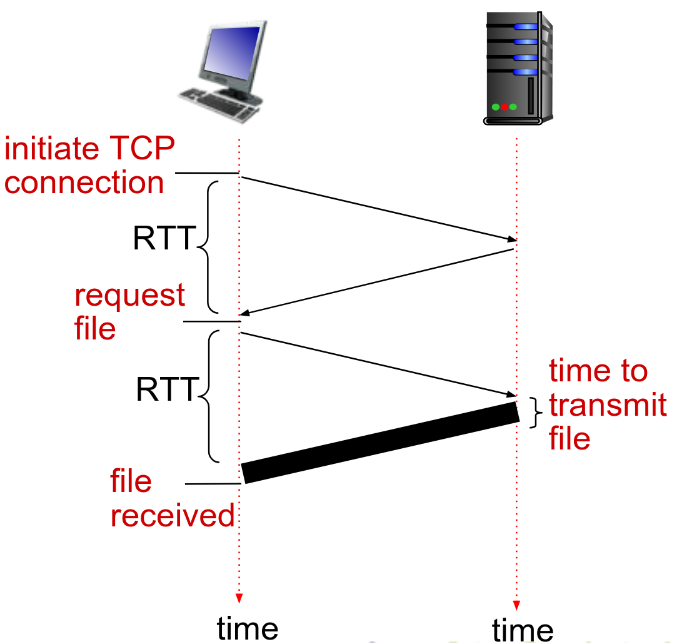 initiate TCP
connection
RTT
request
file
RTT
time to
transmit
file
file
received
time
time